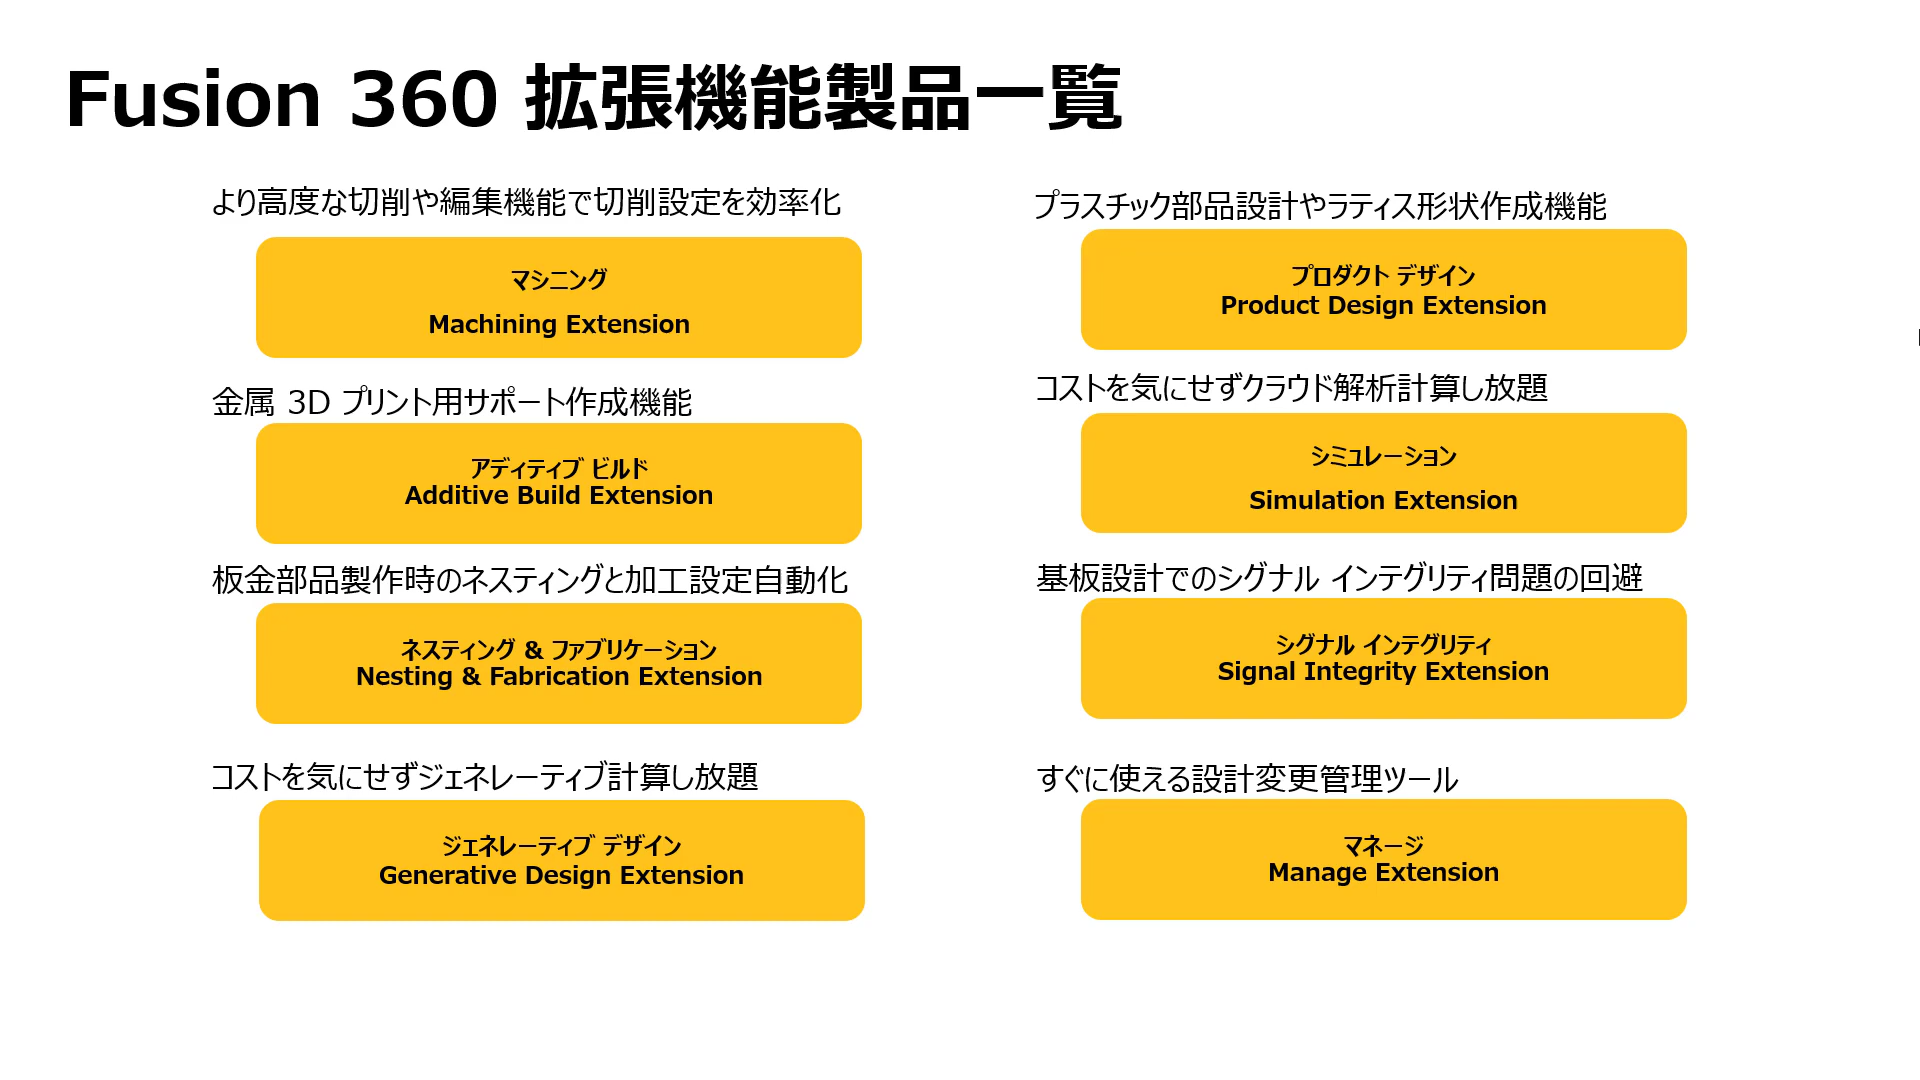 Fusion 360 拡張機能製品一覧
より高度な切削や編集機能で切削設定を効率化
マシニング
Machining Extension
金属 3D プリント用サポート作成機能
アディティブ ビルド
Additive Build Extension
板金部品製作時のネスティングと加工設定自動化
ネスティング & ファブリケーション
Nesting & Fabrication Extension
コストを気にせずジェネレーティブ計算し放題
ジェネレーティブ デザイン
Generative Design Extension
プラスチック部品設計やラティス形状作成機能
プロダクト デザイン
Product Design Extension
コストを気にせずクラウド解析計算し放題
シミュレーション
Simulation Extension
基板設計でのシグナル インテグリティ問題の回避
シグナル インテグリティ
Signal Integrity Extension
すぐに使える設計変更管理ツール
マネージ
Manage Extension